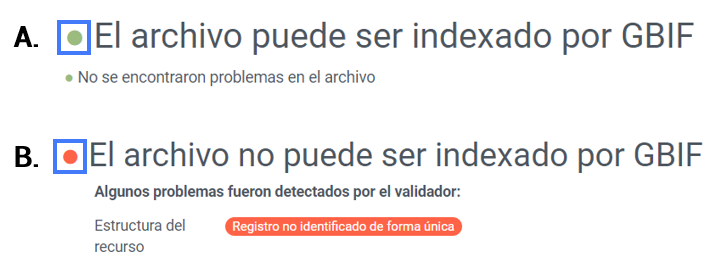 A. El archivo puede ser indexado por GBIF
No se encontraron problemas en el archivo
B. El archivo no puede ser indexado por GBIF
Algunos problemas fueron detectados por el validador:
Estructura del Registro no identificado de forma única
recurso